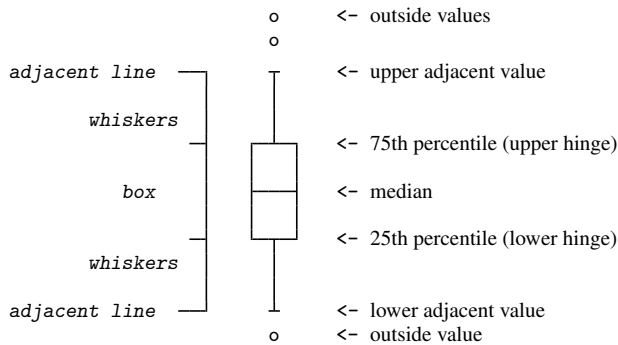 o <- outside values
o
adjacent line <- upper adjacent value
whiskers
<- 75th percentile (upper hinge)
box <- median
<- 25th percentile (lower hinge)
whiskers
adjacent line <- lower adjacent value
o <- outside value